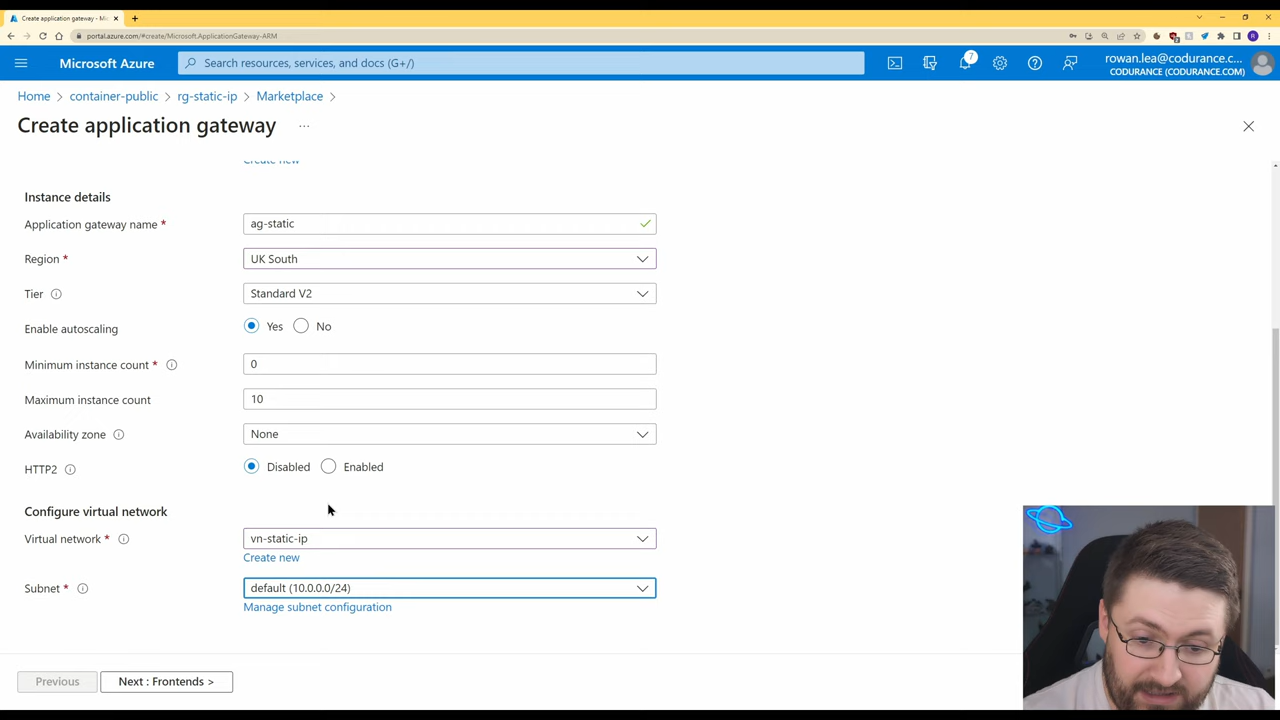 Create application gateway - Mic
portal.azure.com/#create/Microsoft.ApplicationGateway-ARM
Microsoft Azure
Search resources, services, and docs (G+/)
7
rowan.lea@codurance.c...
CODURANCE (CODURANCE.COM)
Home > container-public > rg-static-ip > Marketplace >
Create application gateway ...
Create new
Instance details
Application gateway name * ag-static
Region * UK South
Tier Standard V2
Enable autoscaling Yes No
Minimum instance count * 0
Maximum instance count 10
Availability zone None
HTTP2 Disabled Enabled
Configure virtual network
Virtual network * vn-static-ip
Create new
Subnet * default (10.0.0.0/24)
Manage subnet configuration
Previous Next : Frontends >